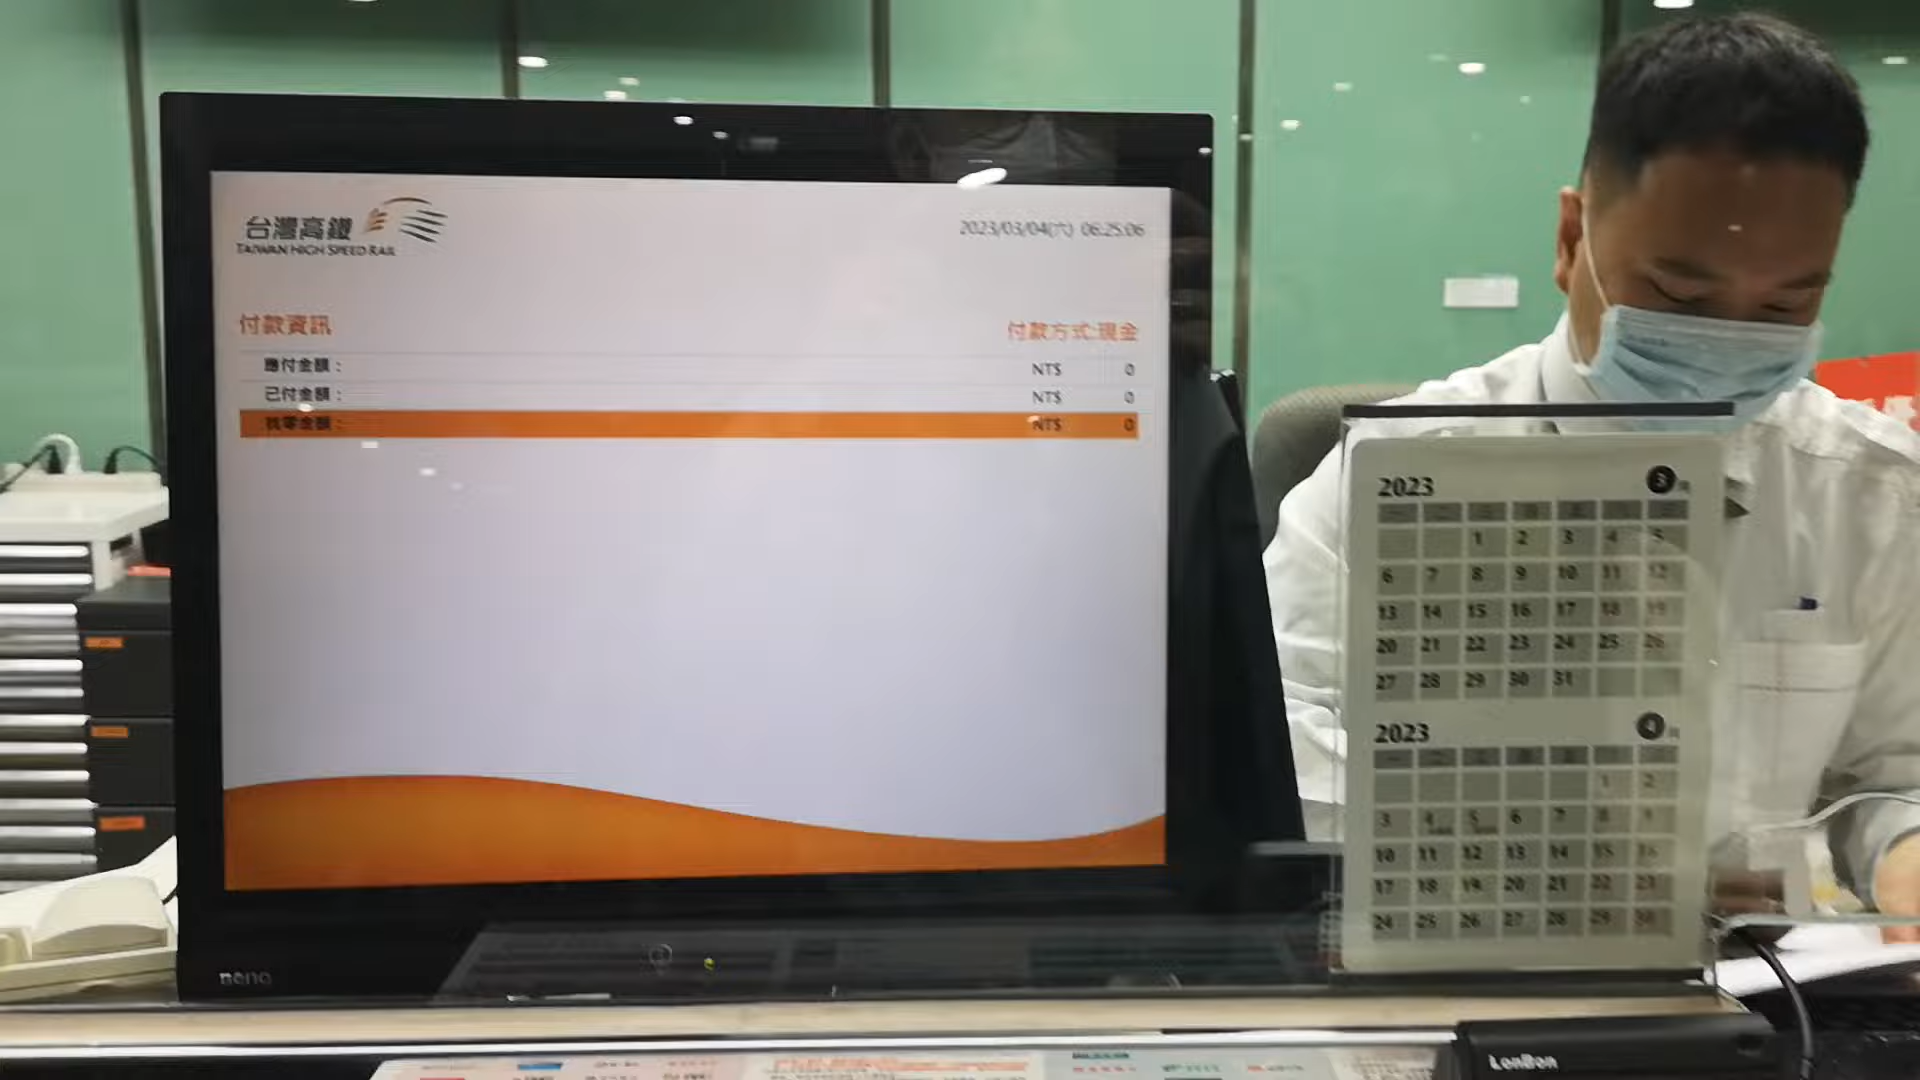 台灣高鐵
TAIWAN HIGH SPEED RAIL
2023/03/04(六) 06:25:06
付款資訊
付款方式:現金
應付金額： NT$ 0
已付金額： NT$ 0
找零金額： NT$ 0
BenQ
2023 3月
1 2 3 4 5
6 7 8 9 10 11 12
13 14 15 16 17 18 19
20 21 22 23 24 25 26
27 28 29 30 31
2023 4月
1 2
3 4 5 6 7 8 9
10 11 12 13 14 15 16
17 18 19 20 21 22 23
24 25 26 27 28 29 30
LonBon